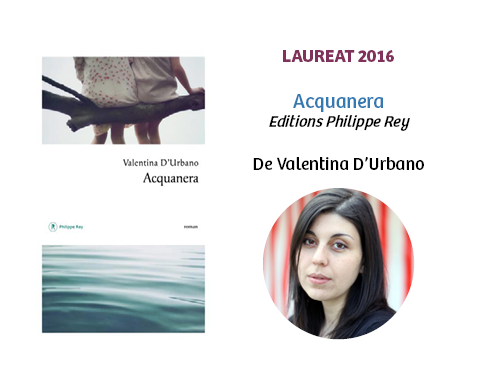 Valentina D'Urbano
Acquanera
Philippe Rey
roman
LAUREAT 2016
Acquanera
Editions Philippe Rey
De Valentina D'Urbano